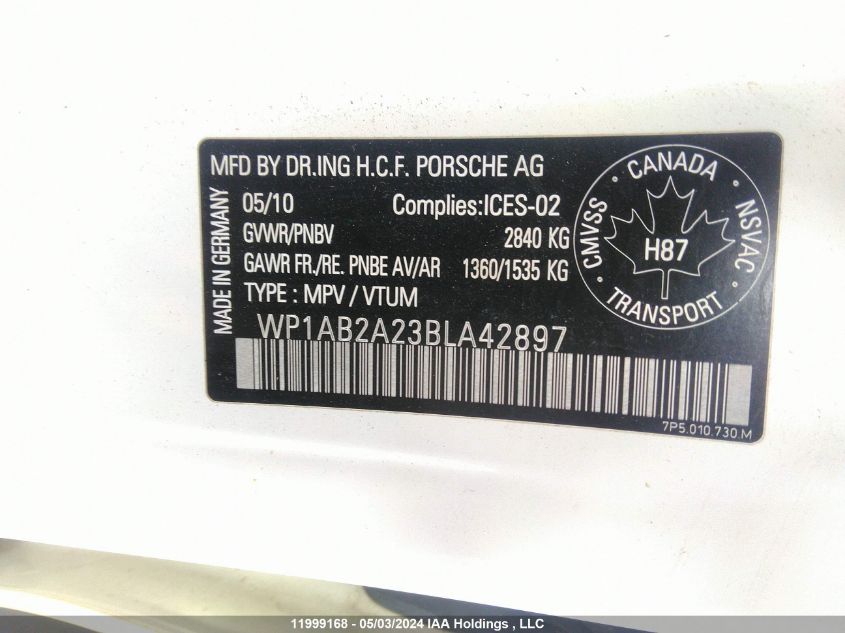 MFD BY DR.ING H.C.F. PORSCHE AG
05/10 Complies:ICES-02
GVWR/PNBV 2840 KG
GAWR FR./RE. PNBE AV/AR 1360/1535 KG
TYPE : MPV / VTUM
WP1AB2A23BLA42897
MADE IN GERMANY
CANADA
CMVSS
NSVAC
H87
TRANSPORT
7P5.010.730.M
11999168 - 05/03/2024 IAA Holdings , LLC